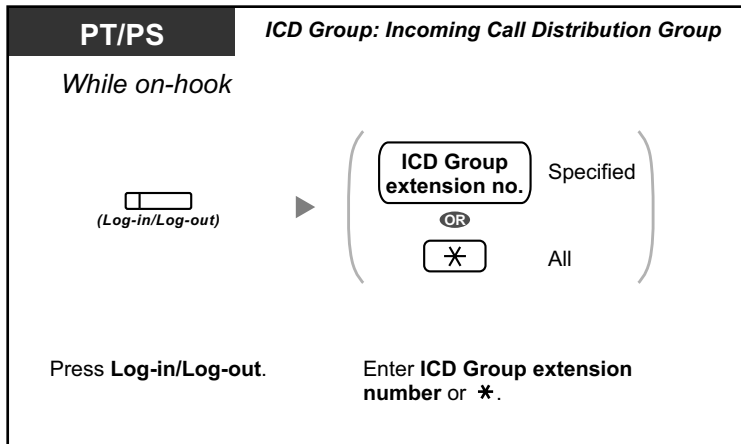 PT/PS
ICD Group: Incoming Call Distribution Group
While on-hook
(Log-in/Log-out)
ICD Group
extension no.
Specified
OR
*
All
Press Log-in/Log-out.
Enter ICD Group extension
number or *.